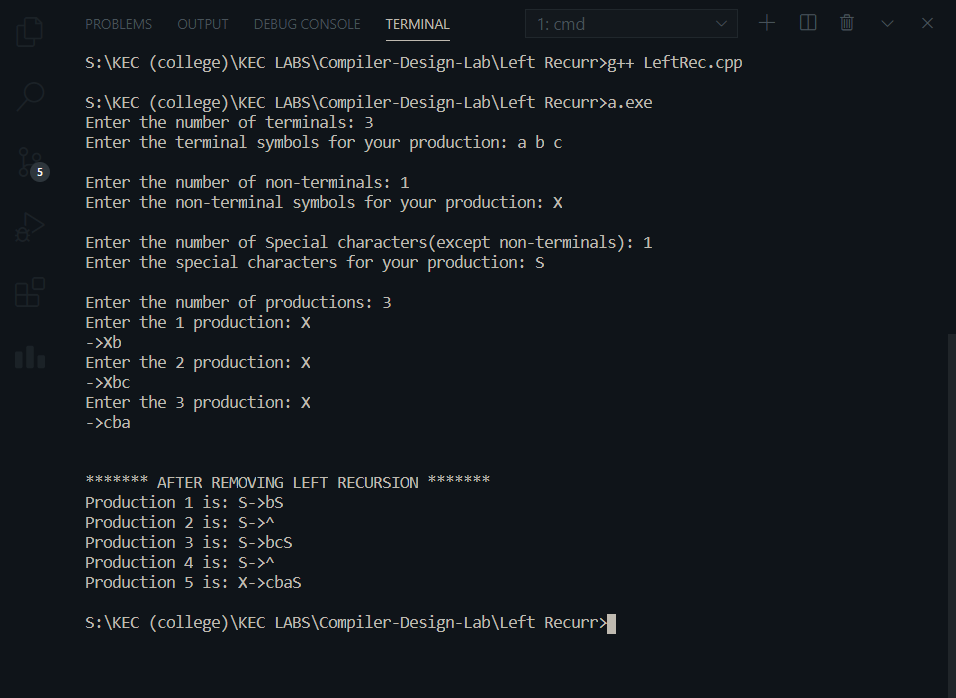 PROBLEMS OUTPUT DEBUG CONSOLE TERMINAL 1: cmd
5
S:\KEC (college)\KEC LABS\Compiler-Design-Lab\Left Recurr>g++ LeftRec.cpp
S:\KEC (college)\KEC LABS\Compiler-Design-Lab\Left Recurr>a.exe
Enter the number of terminals: 3
Enter the terminal symbols for your production: a b c
Enter the number of non-terminals: 1
Enter the non-terminal symbols for your production: X
Enter the number of Special characters(except non-terminals): 1
Enter the special characters for your production: S
Enter the number of productions: 3
Enter the 1 production: X
->Xb
Enter the 2 production: X
->Xbc
Enter the 3 production: X
->cba
******* AFTER REMOVING LEFT RECURSION *******
Production 1 is: S->bS
Production 2 is: S->^
Production 3 is: S->bcS
Production 4 is: S->^
Production 5 is: X->cbaS
S:\KEC (college)\KEC LABS\Compiler-Design-Lab\Left Recurr>